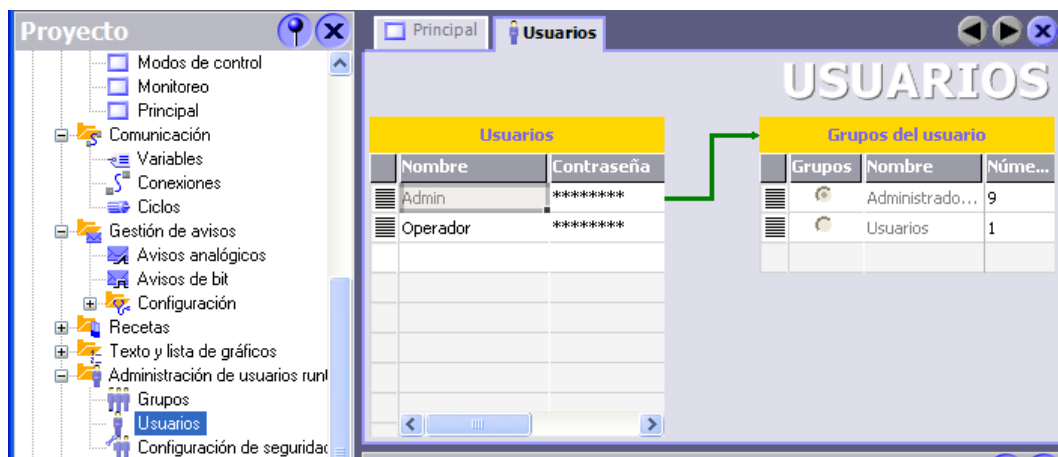 Proyecto
Modos de control
Monitoreo
Principal
Comunicación
Variables
Conexiones
Ciclos
Gestión de avisos
Avisos analógicos
Avisos de bit
Configuración
Recetas
Texto y lista de gráficos
Administración de usuarios runt
Grupos
Usuarios
Configuración de seguridad
Principal
Usuarios
USUARIOS
Usuarios
Nombre Contraseña
Admin ********
Operador ********
Grupos del usuario
Grupos Nombre Núme...
Administrado... 9
Usuarios 1